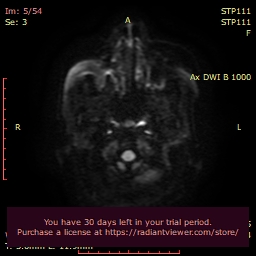 Im: 5/54
Se: 3
A
STP111
STP111
F
Ax DWI B 1000
R
L
You have 30 days left in your trial period.
Purchase a license at https://radiantviewer.com/store/